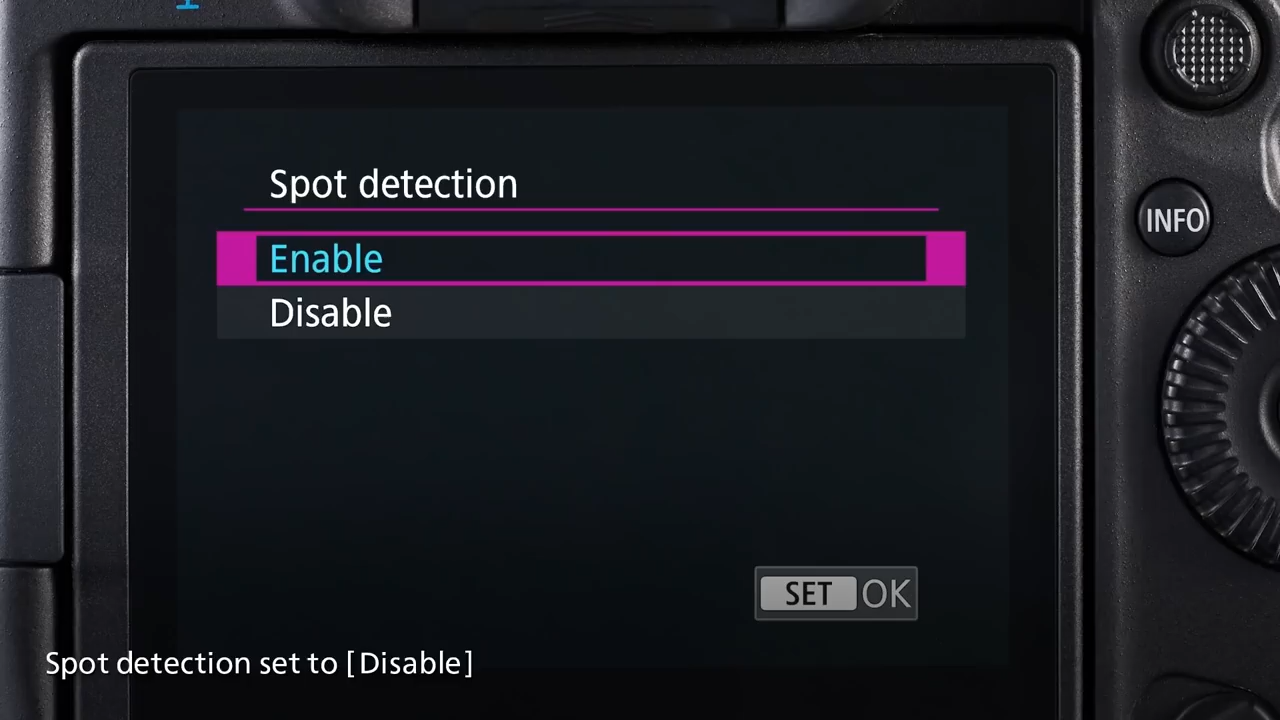 Spot detection
Enable
Disable
INFO
SET OK
Spot detection set to [Disable]